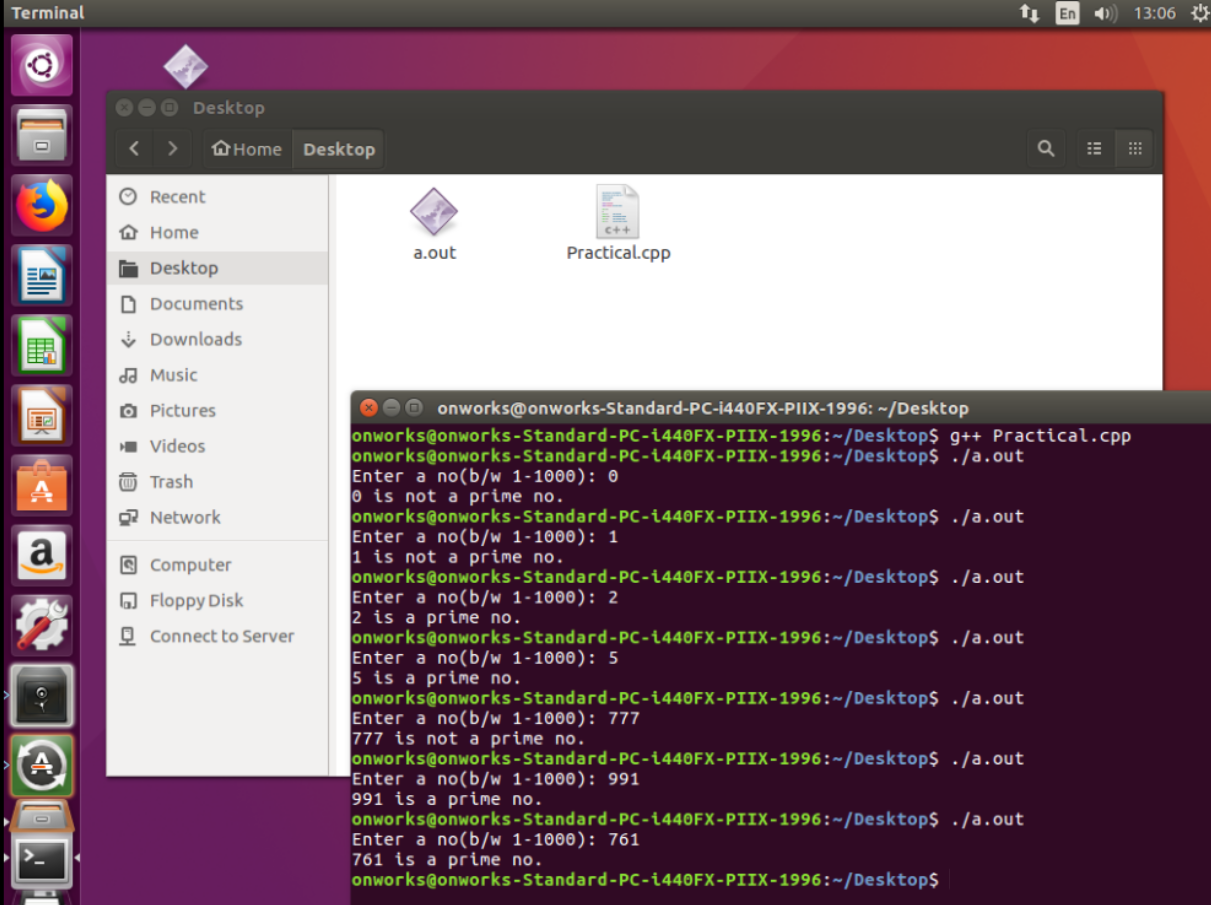 Terminal
En
13:06
Desktop
Home
Desktop
Recent
Home
Desktop
Documents
Downloads
Music
Pictures
Videos
Trash
Network
Computer
Floppy Disk
Connect to Server
a.out
C++
Practical.cpp
a
onworks@onworks-Standard-PC-i440FX-PIIX-1996: ~/Desktop
onworks@onworks-Standard-PC-i440FX-PIIX-1996:~/Desktop$ g++ Practical.cpp
onworks@onworks-Standard-PC-i440FX-PIIX-1996:~/Desktop$ ./a.out
Enter a no(b/w 1-1000): 0
0 is not a prime no.
onworks@onworks-Standard-PC-i440FX-PIIX-1996:~/Desktop$ ./a.out
Enter a no(b/w 1-1000): 1
1 is not a prime no.
onworks@onworks-Standard-PC-i440FX-PIIX-1996:~/Desktop$ ./a.out
Enter a no(b/w 1-1000): 2
2 is a prime no.
onworks@onworks-Standard-PC-i440FX-PIIX-1996:~/Desktop$ ./a.out
Enter a no(b/w 1-1000): 5
5 is a prime no.
onworks@onworks-Standard-PC-i440FX-PIIX-1996:~/Desktop$ ./a.out
Enter a no(b/w 1-1000): 777
777 is not a prime no.
onworks@onworks-Standard-PC-i440FX-PIIX-1996:~/Desktop$ ./a.out
Enter a no(b/w 1-1000): 991
991 is a prime no.
onworks@onworks-Standard-PC-i440FX-PIIX-1996:~/Desktop$ ./a.out
Enter a no(b/w 1-1000): 761
761 is a prime no.
onworks@onworks-Standard-PC-i440FX-PIIX-1996:~/Desktop$